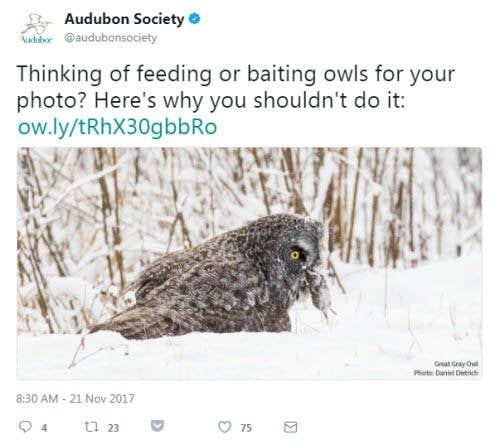 Audubon Society
Audubon @audubonsociety
Thinking of feeding or baiting owls for your
photo? Here's why you shouldn't do it:
ow.ly/tRhX30gbbRo
Great Gray Owl
Photo: Daniel Dietrich
8:30 AM - 21 Nov 2017
4 23 75